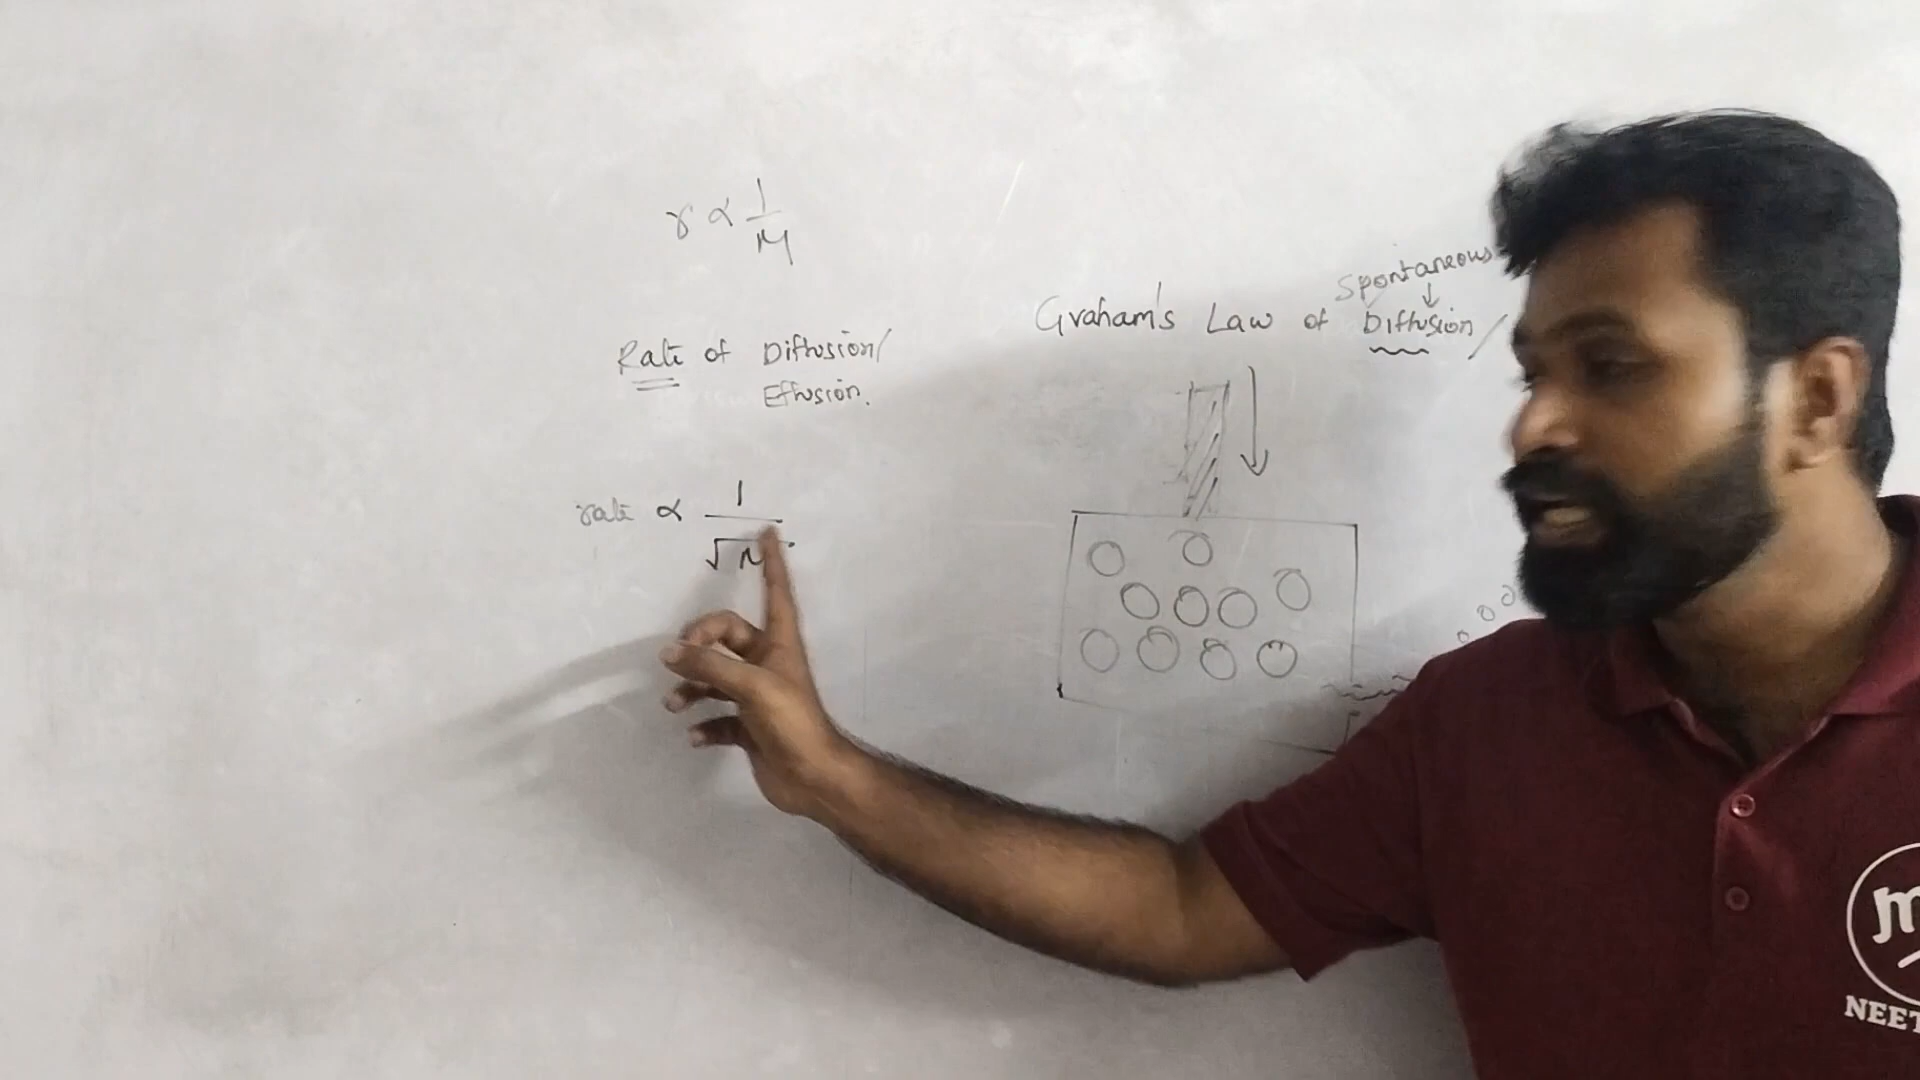 r ∝ 1/M
Rate of Diffusion/
Effusion.
rate ∝ 1/√M
Spontaneous
↓
Graham's Law of Diffusion/
NEET